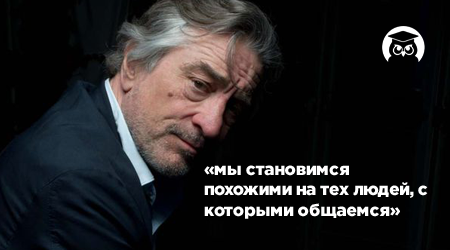 «мы становимся
похожими на тех людей, с
которыми общаемся»